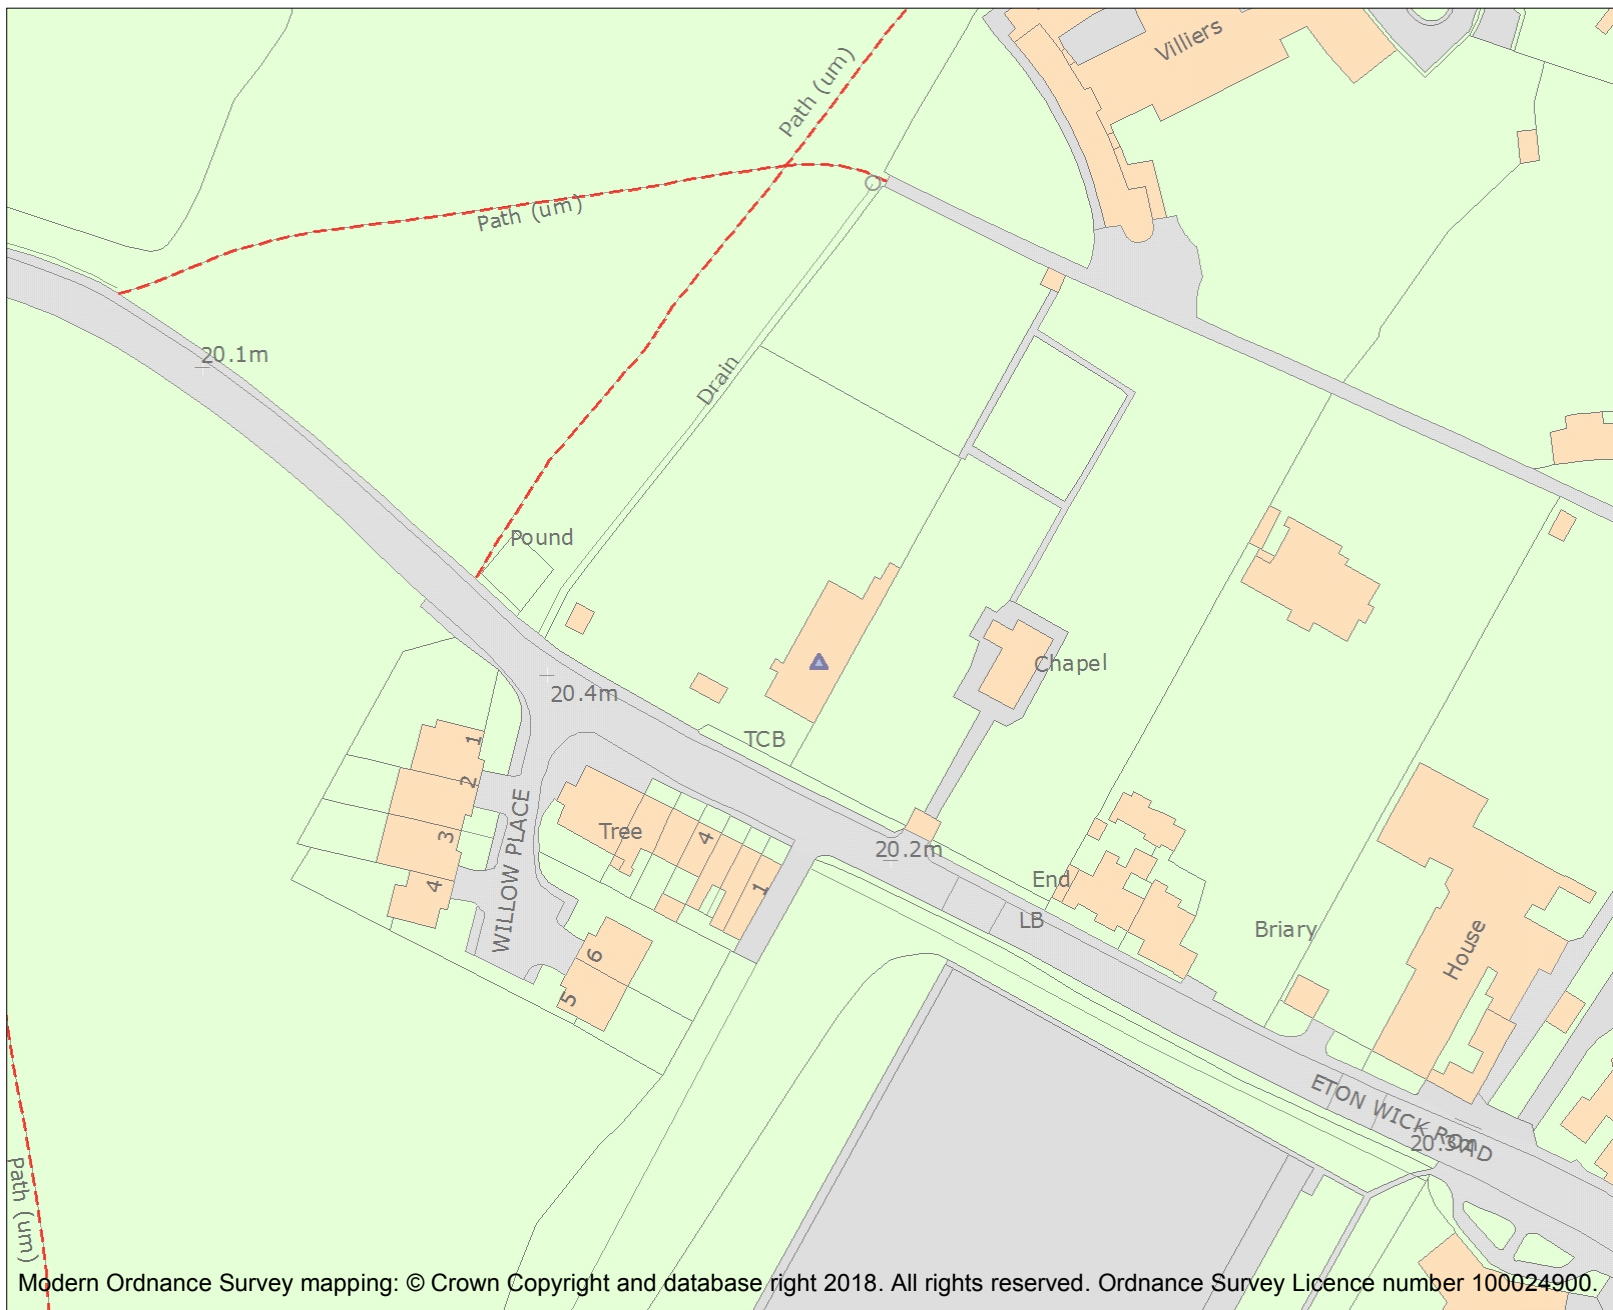 Villiers
Path (um)
Path (um)
20.1m
Drain
Pound
Chapel
20.4m
TCB
1
2
3
4
WILLOW PLACE
Tree
4
1
20.2m
End
LB
Briary
House
6
5
ETON WICK ROAD
20.3m
Path (um)
Modern Ordnance Survey mapping: © Crown Copyright and database right 2018. All rights reserved. Ordnance Survey Licence number 100024900.